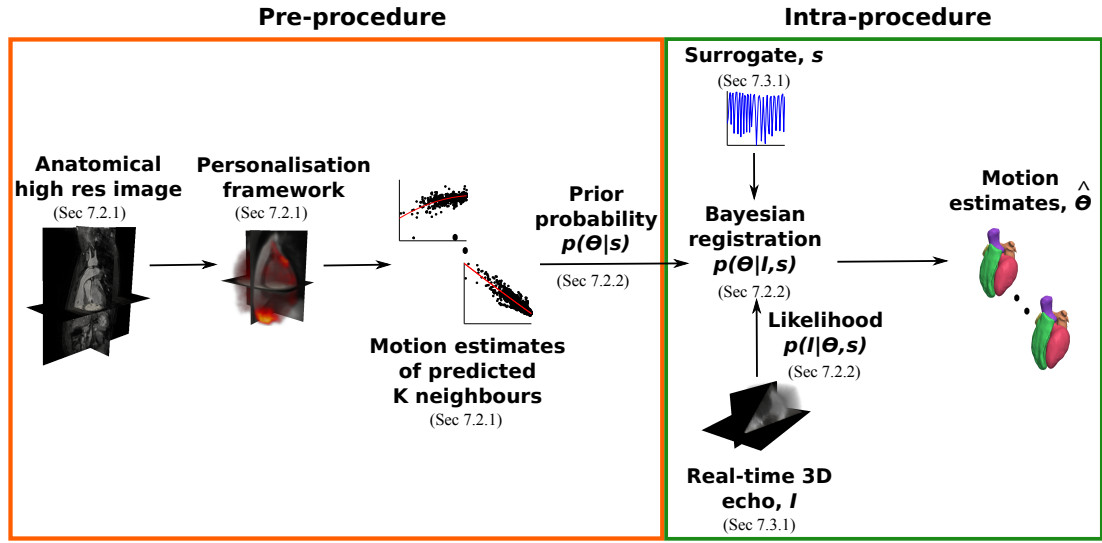 Pre-procedure
Anatomical
high res image
(Sec 7.2.1)
Personalisation
framework
(Sec 7.2.1)
Motion estimates
of predicted
K neighbours
(Sec 7.2.1)
Prior
probability
p(Θ|s)
(Sec 7.2.2)
Intra-procedure
Surrogate, s
(Sec 7.3.1)
Bayesian
registration
p(Θ|I,s)
(Sec 7.2.2)
Likelihood
p(I|Θ,s)
(Sec 7.2.2)
Real-time 3D
echo, I
(Sec 7.3.1)
Motion
estimates, Θ̂